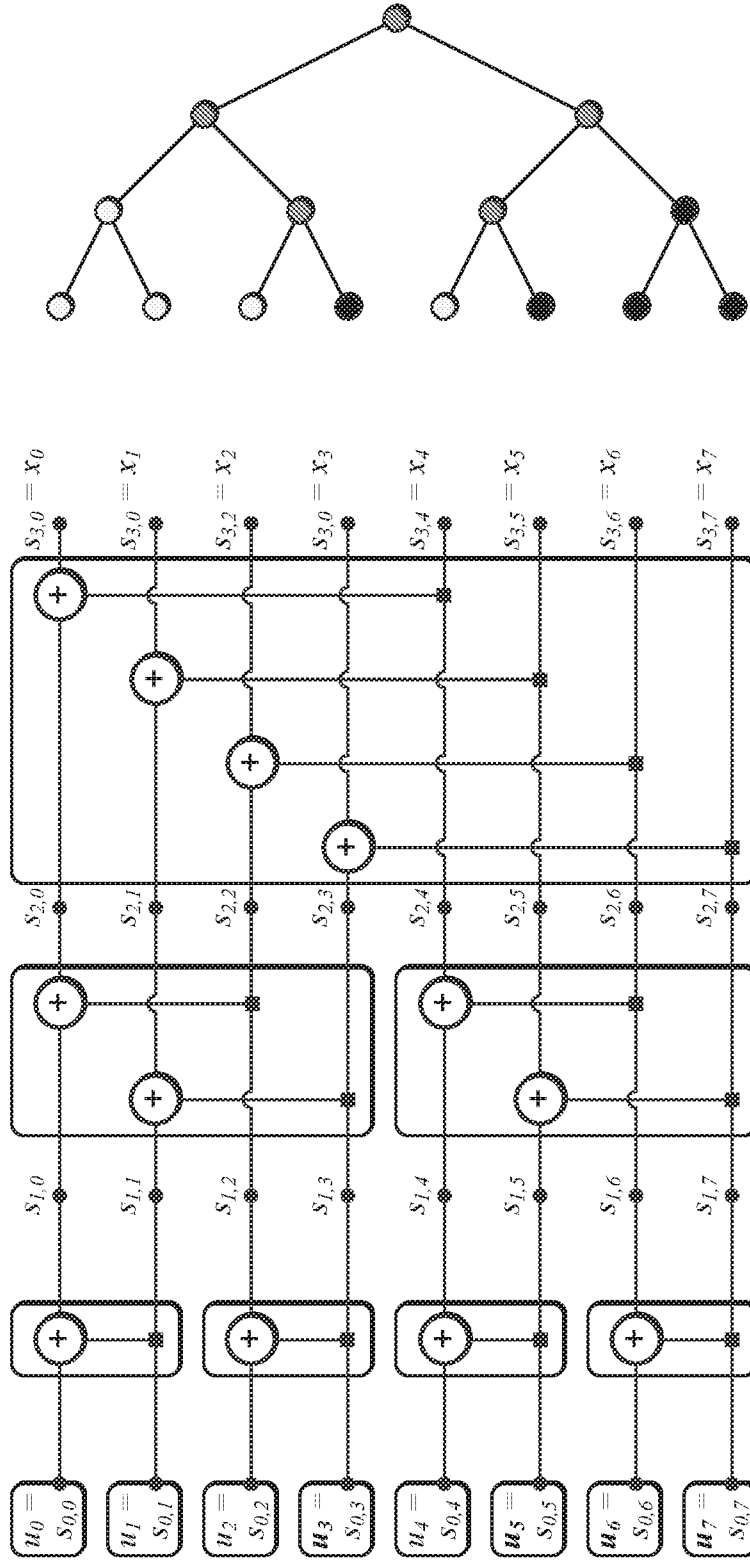 u0 = s0,0
s1,0
s2,0
s3,0 = x0
u1 = s0,1
s1,1
s2,1
s3,0 = x1
u2 = s0,2
s1,2
s2,2
s3,2 = x2
u3 = s0,3
s1,3
s2,3
s3,0 = x3
u4 = s0,4
s1,4
s2,4
s3,4 = x4
u5 = s0,5
s1,5
s2,5
s3,5 = x5
u6 = s0,6
s1,6
s2,6
s3,6 = x6
u7 = s0,7
s1,7
s2,7
s3,7 = x7